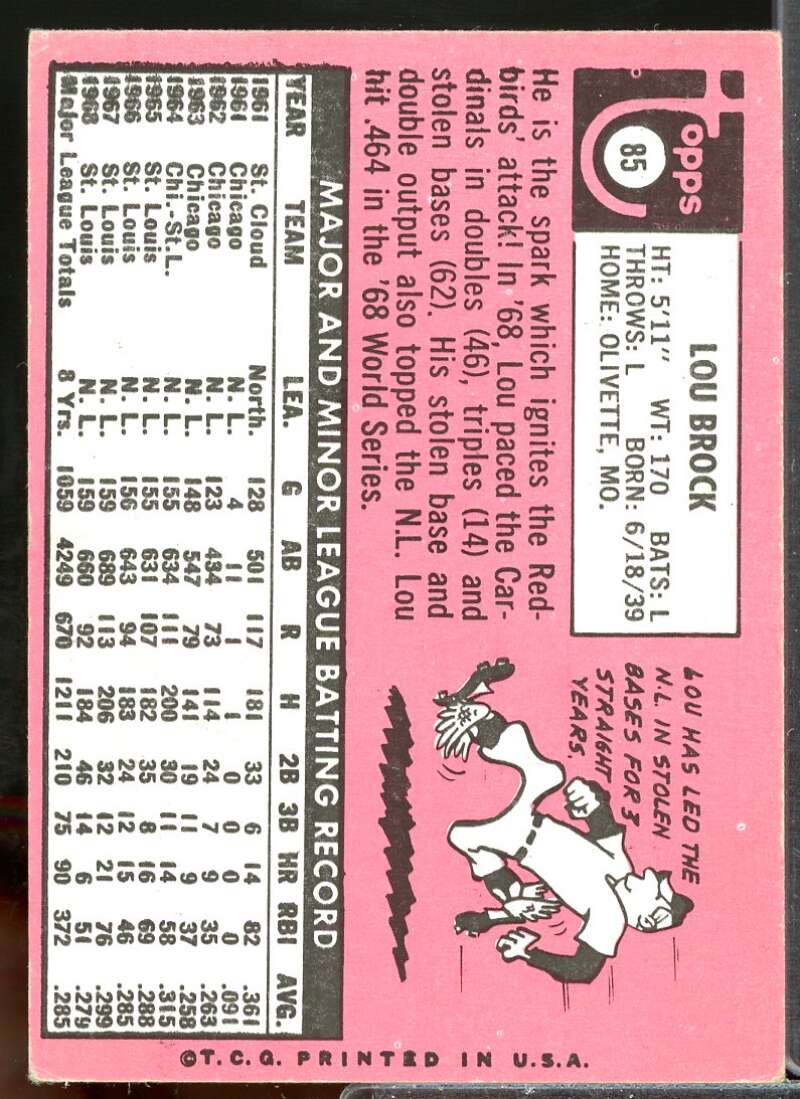 Topps
85
LOU BROCK
HT: 5'11" WT: 170 BATS: L
THROWS: L BORN: 6/18/39
HOME: OLIVETTE, MO.
He is the spark which ignites the Red-
birds' attack! In '68, Lou paced the Car-
dinals in doubles (46), triples (14) and
stolen bases (62). His stolen base and
double output also topped the N.L. Lou
hit .464 in the '68 World Series.
LOU HAS LED THE
N.L. IN STOLEN
BASES FOR 3
STRAIGHT
YEARS.
MAJOR AND MINOR LEAGUE BATTING RECORD
YEAR TEAM LEA. G AB R H 2B 3B HR RBI AVG.
1961 St. Cloud North. 128 501 117 181 33 6 14 82 .361
1961 Chicago N. L. 4 11 1 1 0 0 0 0 .091
1962 Chicago N. L. 123 434 73 114 24 7 9 35 .263
1963 Chicago N. L. 148 547 79 141 19 11 9 37 .258
1964 Chi.-St.L. N. L. 155 634 111 200 30 11 14 58 .315
1965 St. Louis N. L. 155 631 107 182 35 8 16 69 .288
1966 St. Louis N. L. 156 643 94 183 24 12 15 46 .285
1967 St. Louis N. L. 159 689 113 206 32 12 21 76 .299
1968 St. Louis N. L. 159 660 92 184 46 14 6 51 .279
Major League Totals 8 Yrs. 1059 4249 670 1211 210 75 90 372 .285
©T.C.G. PRINTED IN U.S.A.